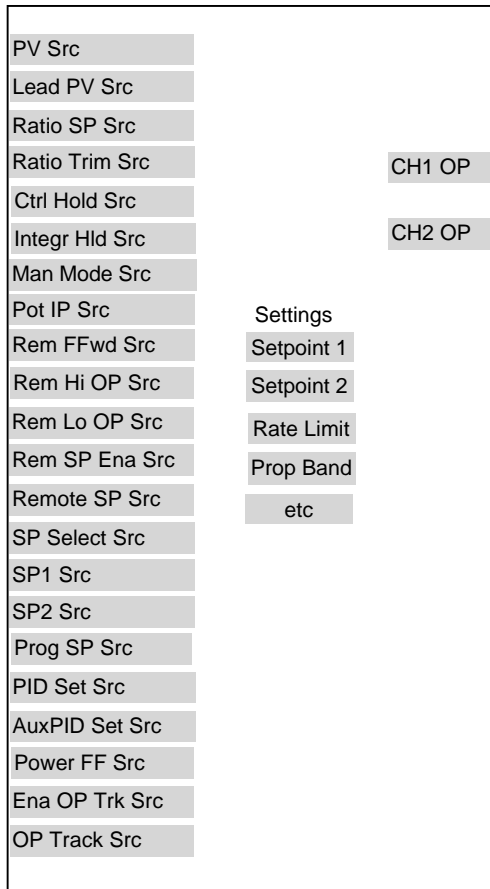 PV Src
Lead PV Src
Ratio SP Src
Ratio Trim Src
Ctrl Hold Src
Integr Hld Src
Man Mode Src
Pot IP Src
Rem FFwd Src
Rem Hi OP Src
Rem Lo OP Src
Rem SP Ena Src
Remote SP Src
SP Select Src
SP1 Src
SP2 Src
Prog SP Src
PID Set Src
AuxPID Set Src
Power FF Src
Ena OP Trk Src
OP Track Src
Settings
Setpoint 1
Setpoint 2
Rate Limit
Prop Band
etc
CH1 OP
CH2 OP